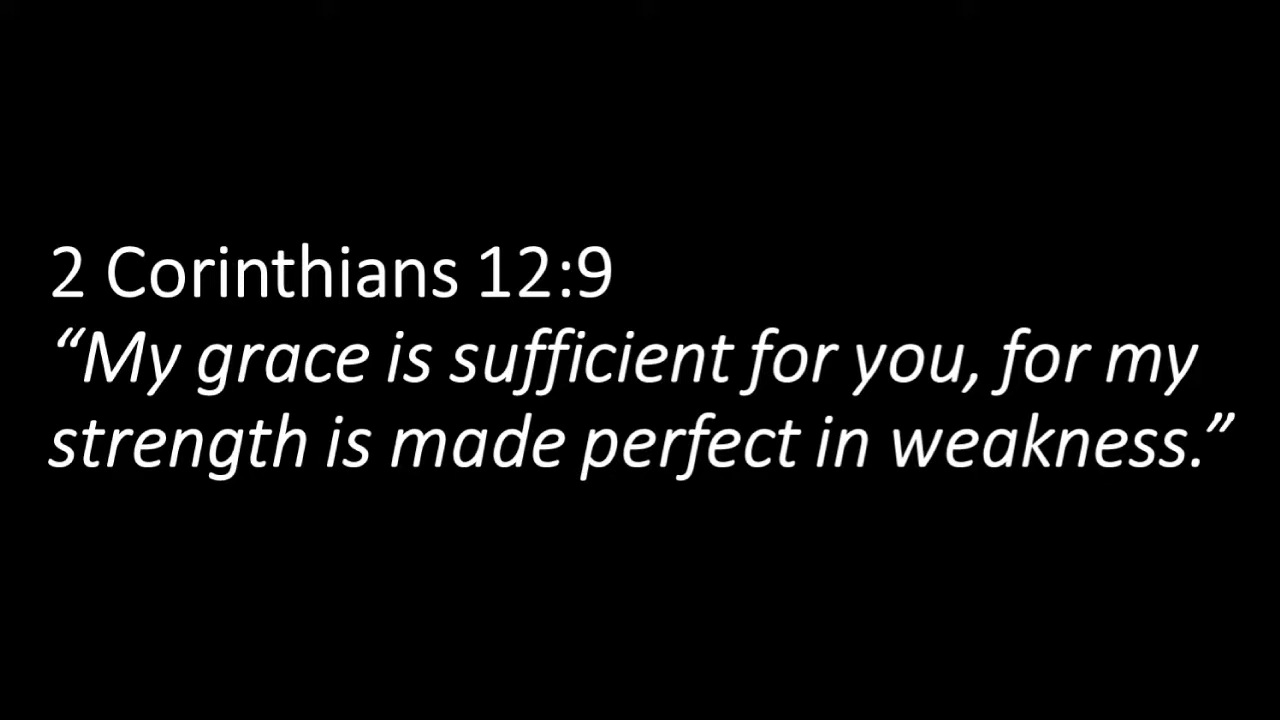 2 Corinthians 12:9
“My grace is sufficient for you, for my
strength is made perfect in weakness.”